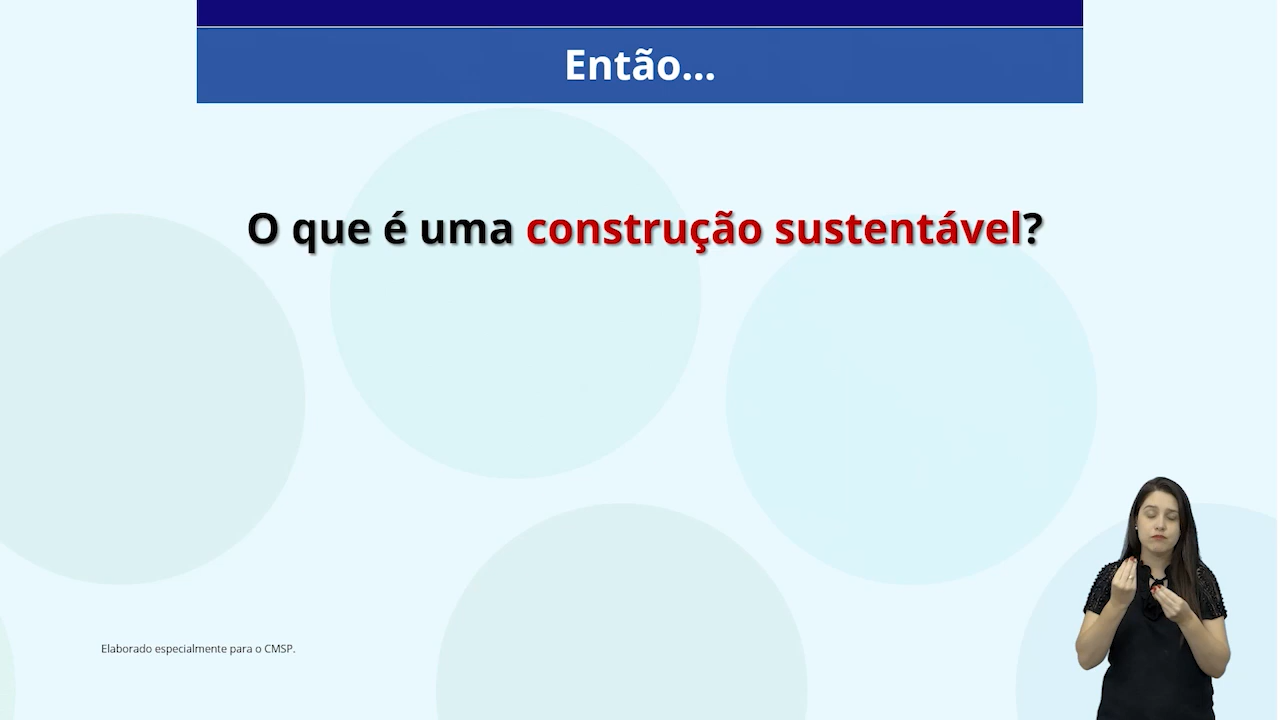 Então...
O que é uma construção sustentável?
Elaborado especialmente para o CMSP.